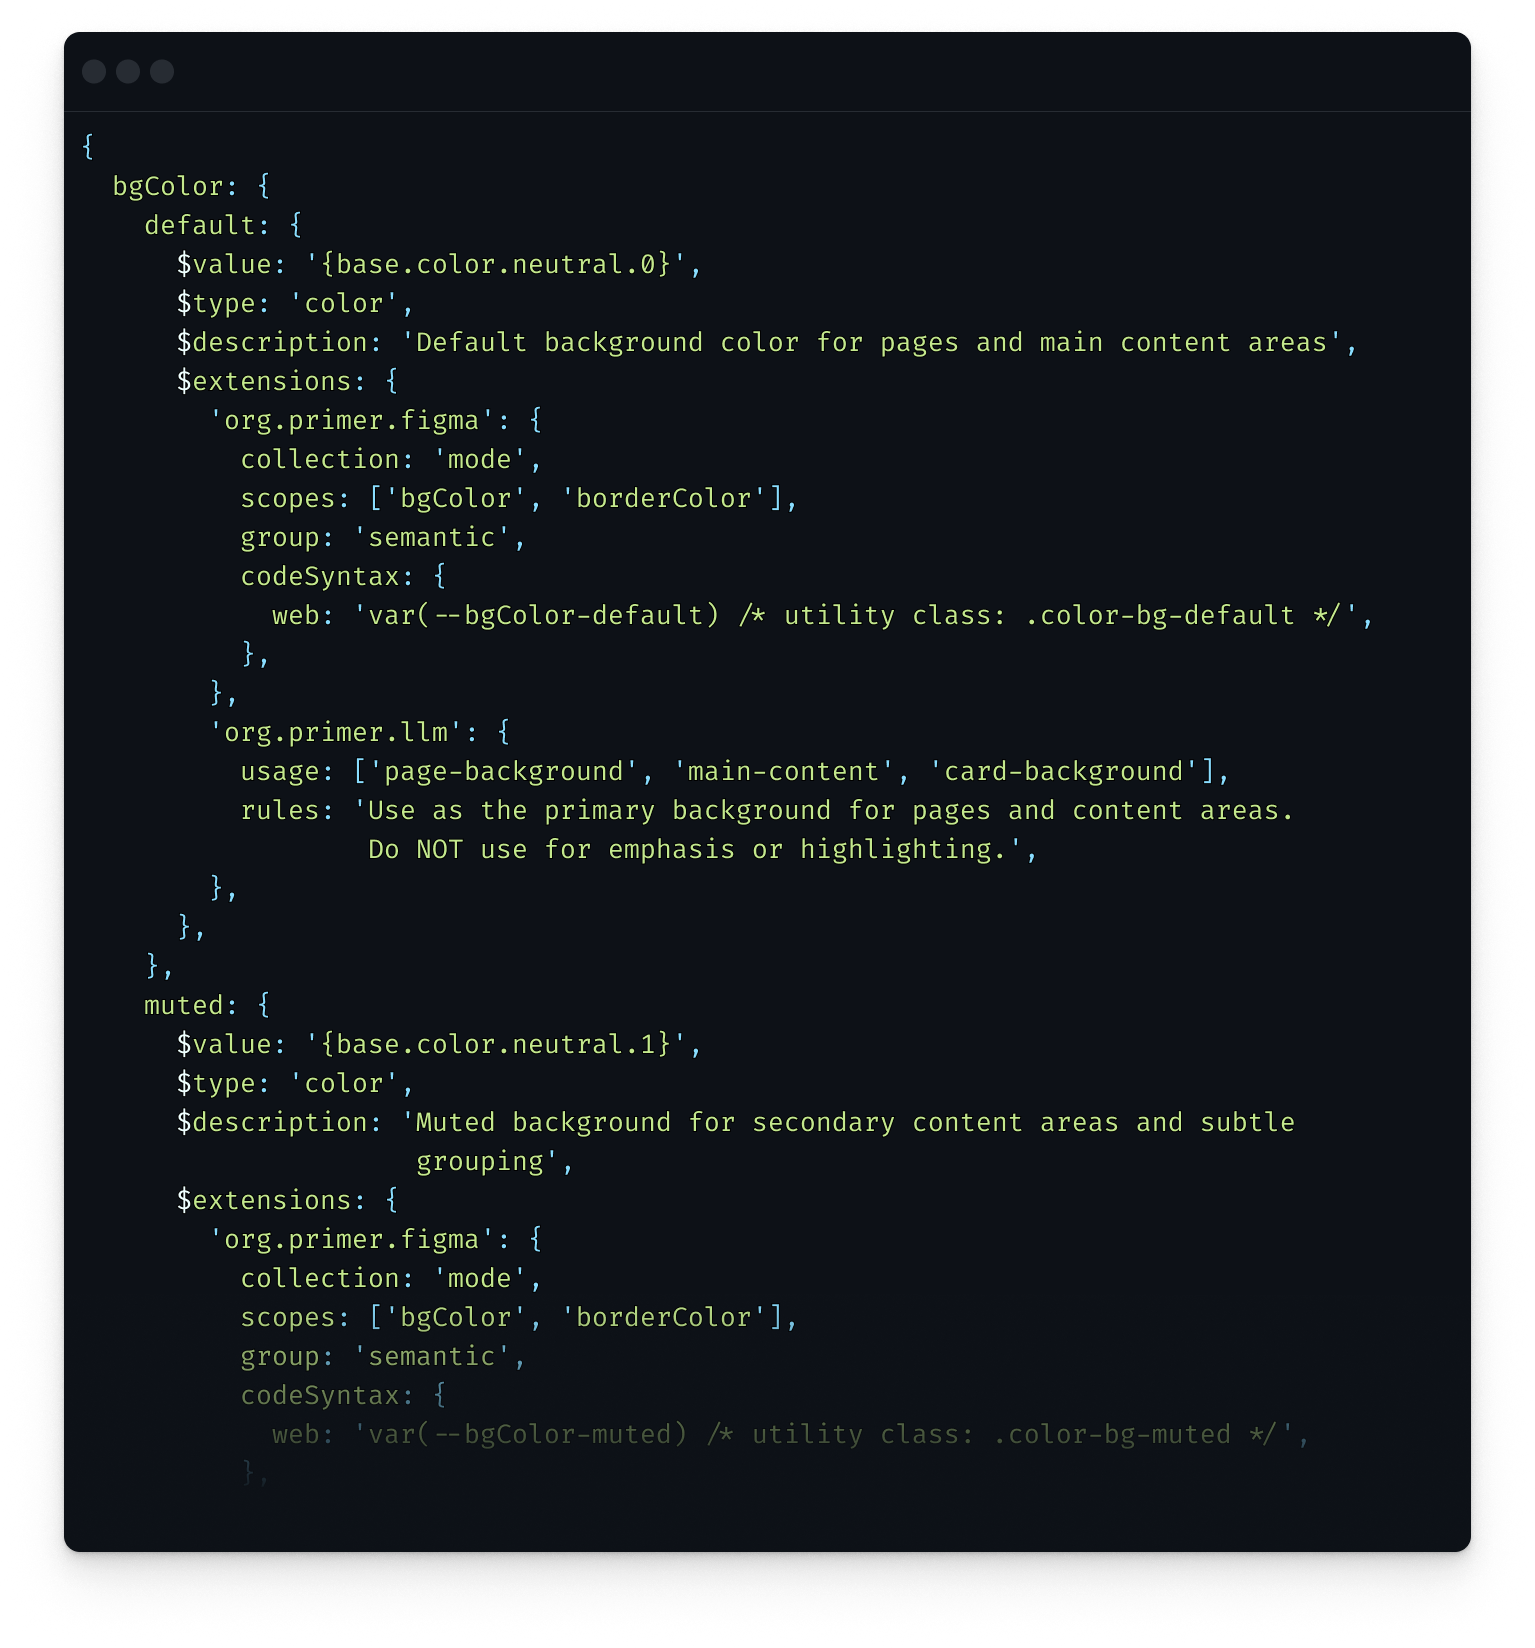 {
  bgColor: {
    default: {
      $value: '{base.color.neutral.0}',
      $type: 'color',
      $description: 'Default background color for pages and main content areas',
      $extensions: {
        'org.primer.figma': {
          collection: 'mode',
          scopes: ['bgColor', 'borderColor'],
          group: 'semantic',
          codeSyntax: {
            web: 'var(--bgColor-default) /* utility class: .color-bg-default */',
          },
        },
        'org.primer.llm': {
          usage: ['page-background', 'main-content', 'card-background'],
          rules: 'Use as the primary background for pages and content areas.
                  Do NOT use for emphasis or highlighting.',
        },
      },
    },
    muted: {
      $value: '{base.color.neutral.1}',
      $type: 'color',
      $description: 'Muted background for secondary content areas and subtle
                     grouping',
      $extensions: {
        'org.primer.figma': {
          collection: 'mode',
          scopes: ['bgColor', 'borderColor'],
          group: 'semantic',
          codeSyntax: {
            web: 'var(--bgColor-muted) /* utility class: .color-bg-muted */',
          },